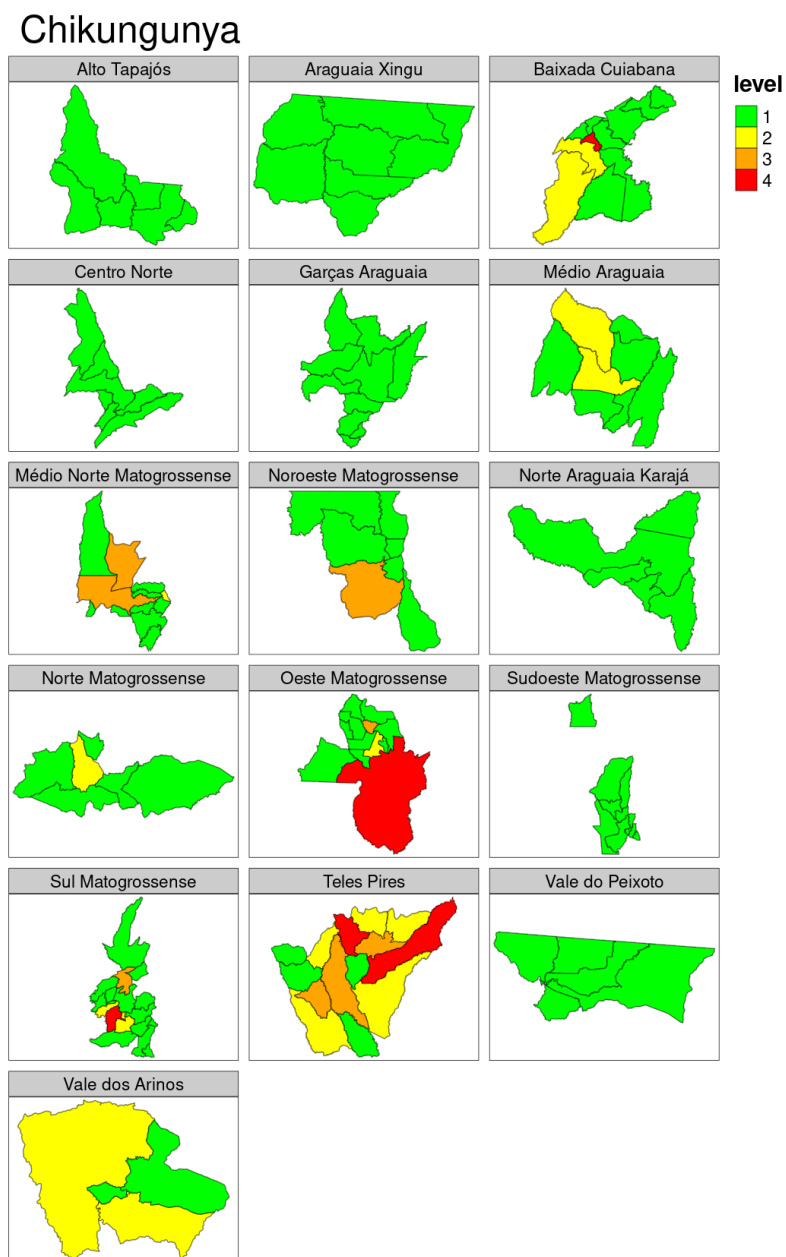 Chikungunya
Alto Tapajós
Araguaia Xingu
Baixada Cuiabana
level
1
2
3
4
Centro Norte
Garças Araguaia
Médio Araguaia
Médio Norte Matogrossense
Noroeste Matogrossense
Norte Araguaia Karajá
Norte Matogrossense
Oeste Matogrossense
Sudoeste Matogrossense
Sul Matogrossense
Teles Pires
Vale do Peixoto
Vale dos Arinos